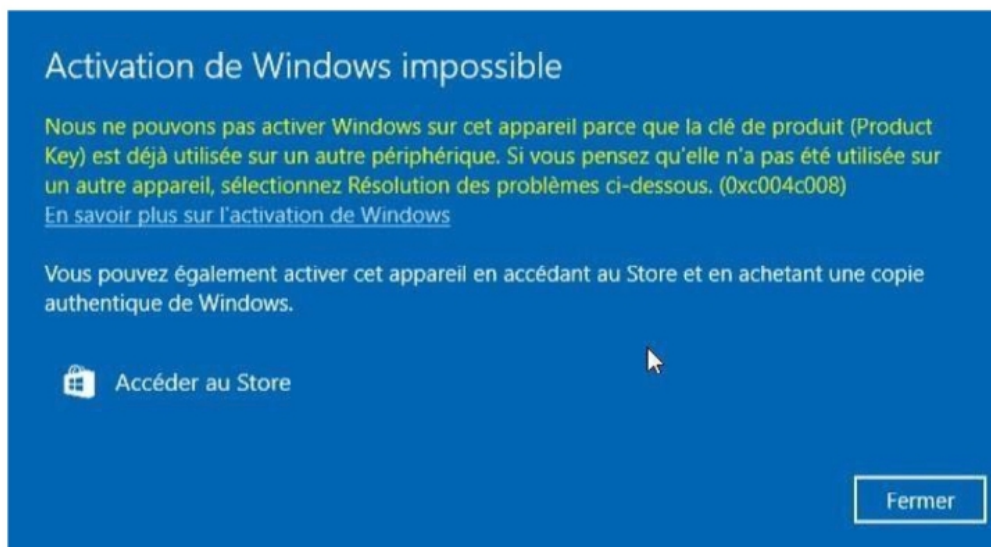 Activation de Windows impossible
Nous ne pouvons pas activer Windows sur cet appareil parce que la clé de produit (Product
Key) est déjà utilisée sur un autre périphérique. Si vous pensez qu'elle n'a pas été utilisée sur
un autre appareil, sélectionnez Résolution des problèmes ci-dessous. (0xc004c008)
En savoir plus sur l'activation de Windows
Vous pouvez également activer cet appareil en accédant au Store et en achetant une copie
authentique de Windows.
Accéder au Store
Fermer